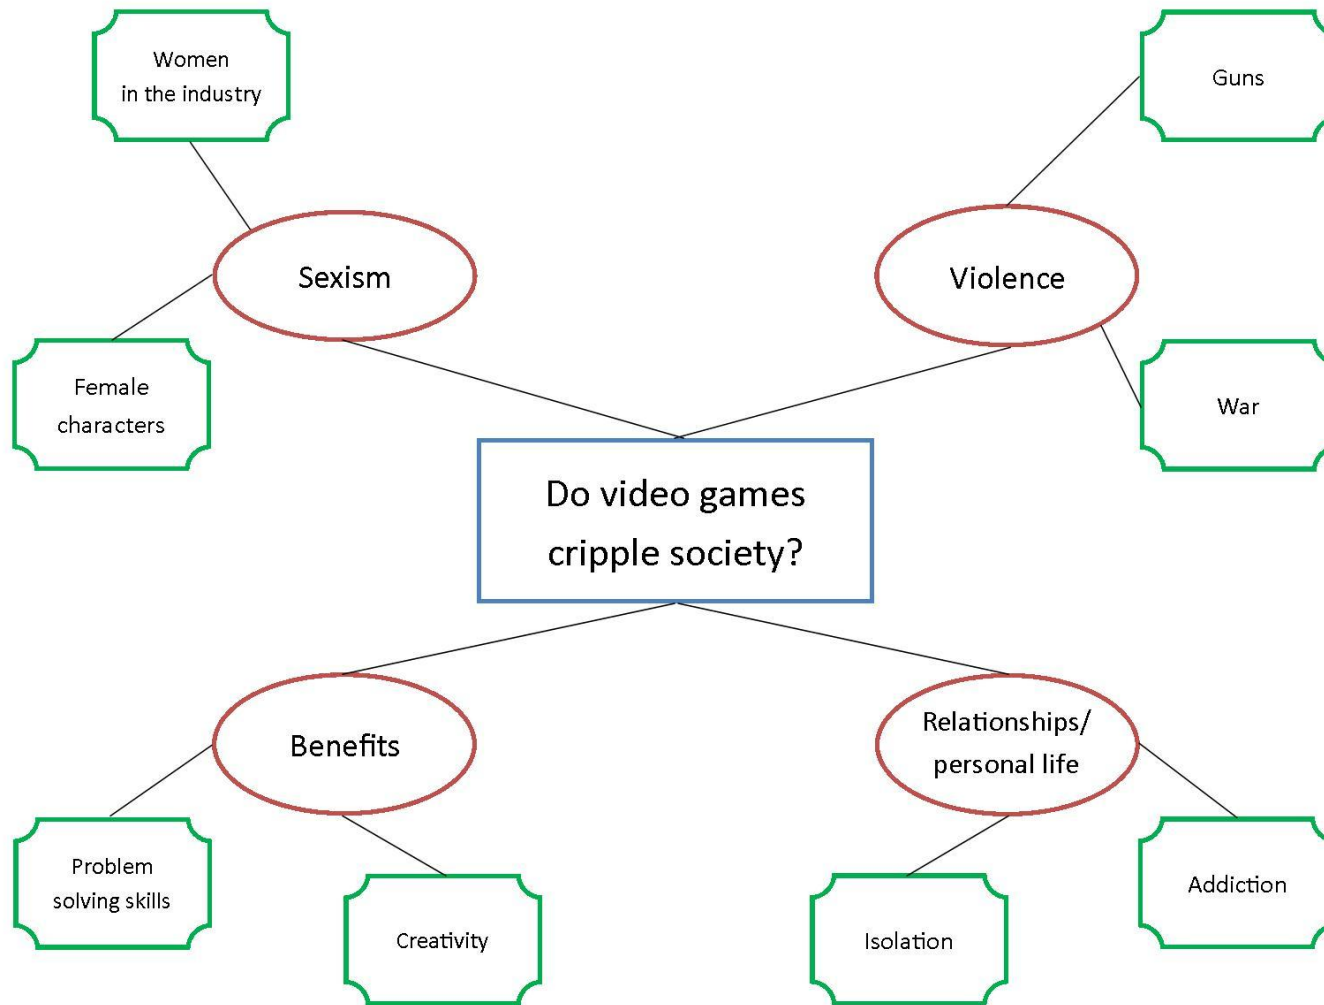 Women
in the industry
Guns
Sexism
Violence
Female
characters
War
Do video games
cripple society?
Benefits
Relationships/
personal life
Problem
solving skills
Creativity
Isolation
Addiction